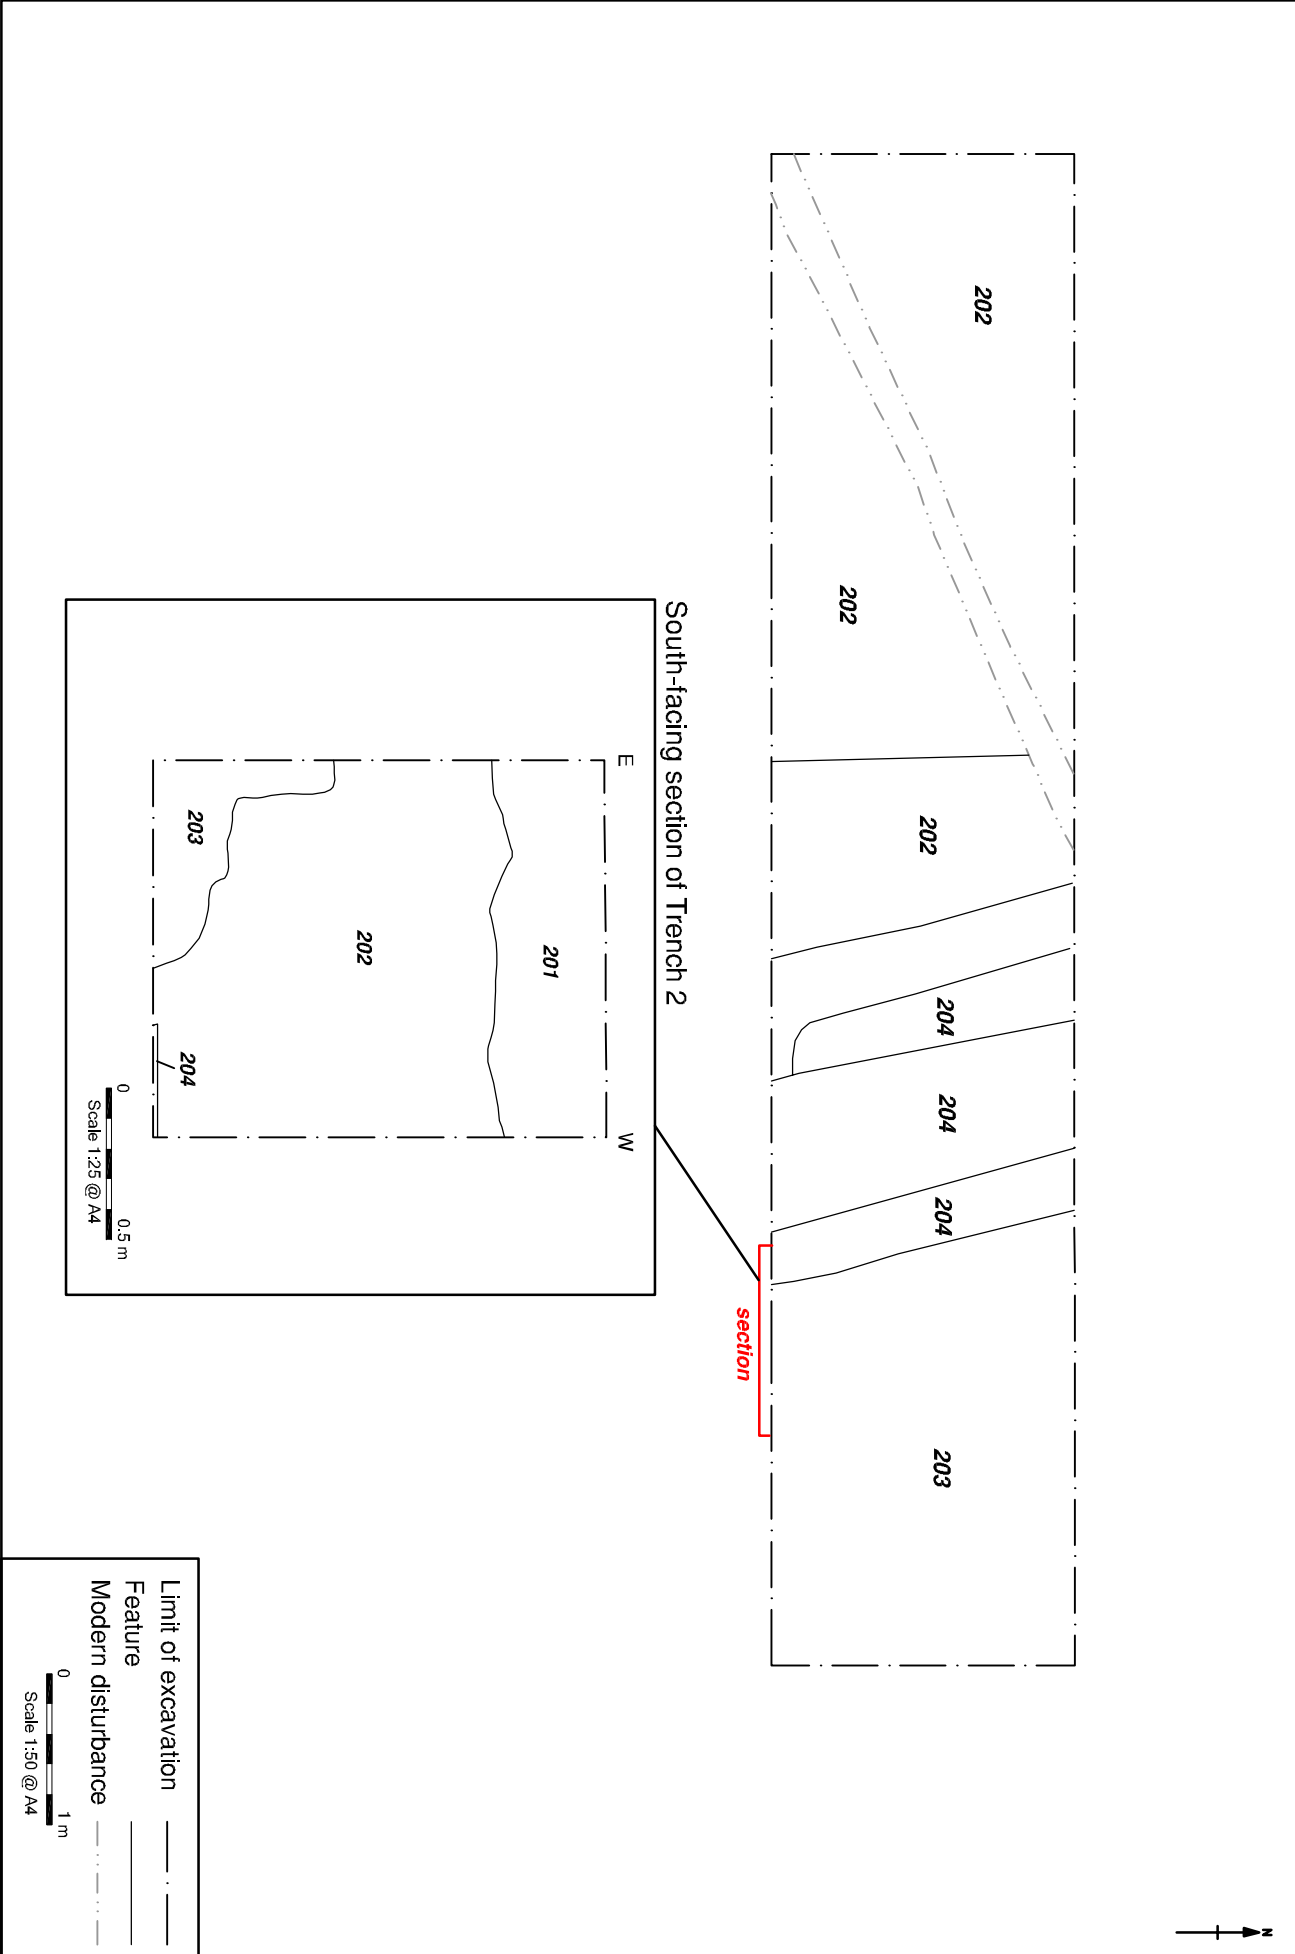 N
202
202
202
204
204
204
203
section
South-facing section of Trench 2
E
W
201
202
203
204
0
0.5 m
Scale 1:25 @ A4
Limit of excavation
Feature
Modern disturbance
0
1 m
Scale 1:50 @ A4